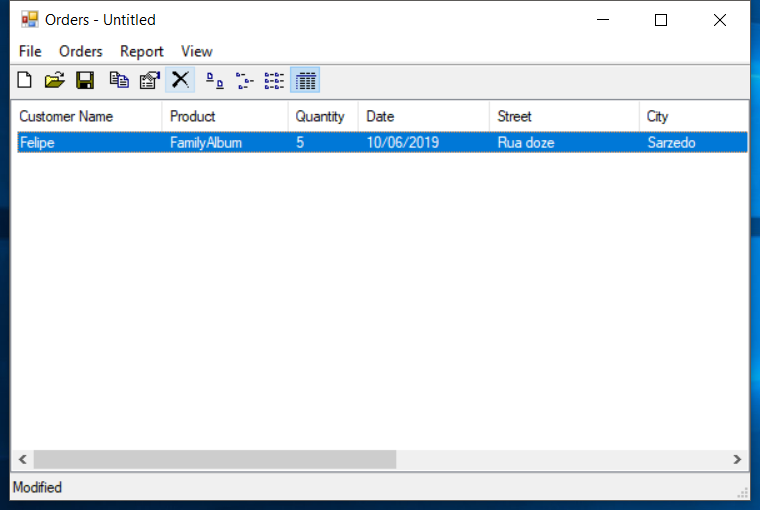 Orders - Untitled
File Orders Report View
Customer Name Product Quantity Date Street City
Felipe FamilyAlbum 5 10/06/2019 Rua doze Sarzedo
Modified